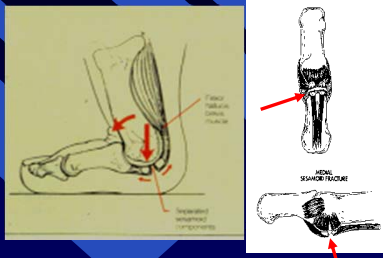 Flexor
hallucis
brevis
muscle
Separated
sesamoid
components
MEDIAL
SESAMOID FRACTURE